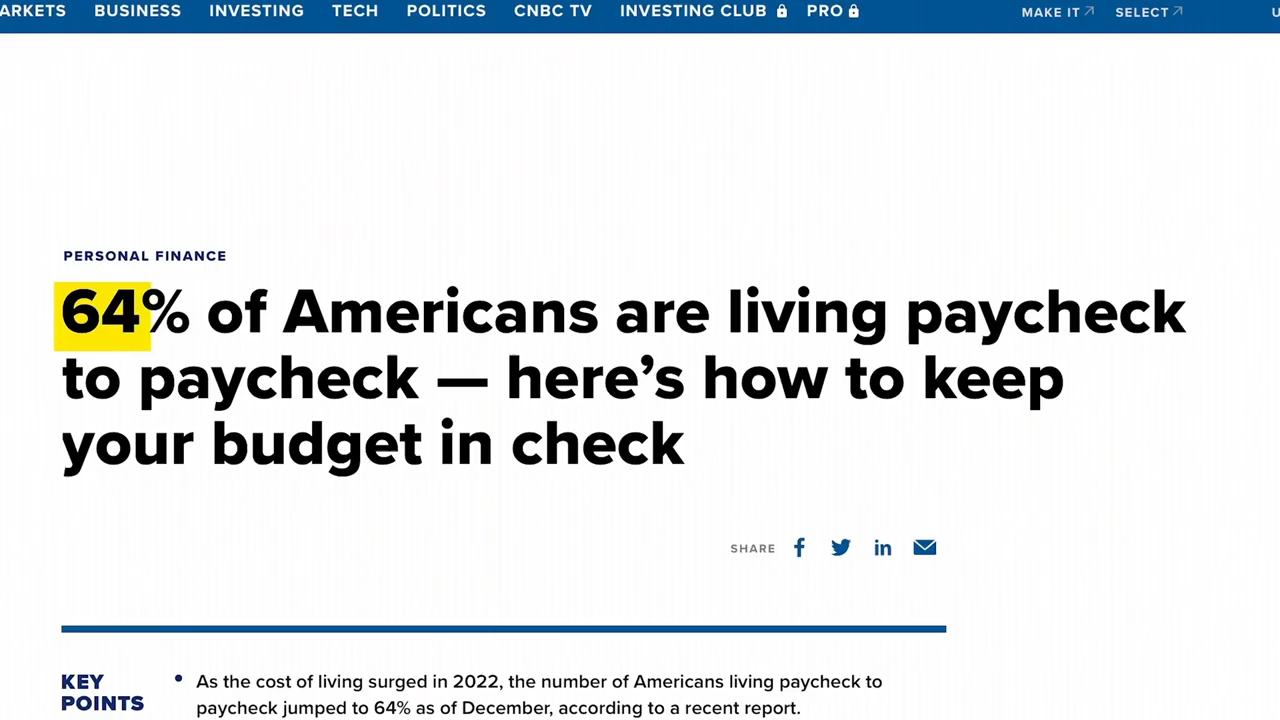 ARKETS BUSINESS INVESTING TECH POLITICS CNBC TV INVESTING CLUB PRO MAKE IT SELECT U
PERSONAL FINANCE
64% of Americans are living paycheck
to paycheck — here’s how to keep
your budget in check
SHARE
KEY
POINTS
• As the cost of living surged in 2022, the number of Americans living paycheck to
paycheck jumped to 64% as of December, according to a recent report.